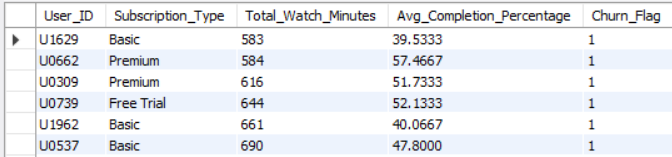 User_ID Subscription_Type Total_Watch_Minutes Avg_Completion_Percentage Churn_Flag
U1629 Basic 583 39.5333 1
U0662 Premium 584 57.4667 1
U0309 Premium 616 51.7333 1
U0739 Free Trial 644 52.1333 1
U1962 Basic 661 40.0667 1
U0537 Basic 690 47.8000 1